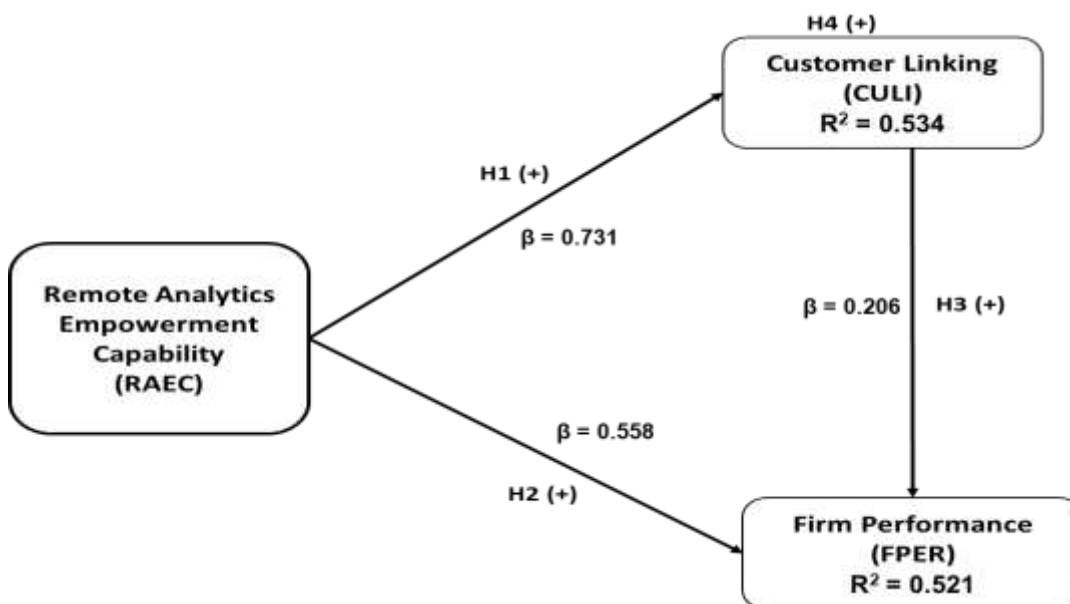 H4 (+)
Customer Linking
(CULI)
R² = 0.534
H1 (+)
β = 0.731
Remote Analytics
Empowerment
Capability
(RAEC)
β = 0.206
H3 (+)
β = 0.558
H2 (+)
Firm Performance
(FPER)
R² = 0.521